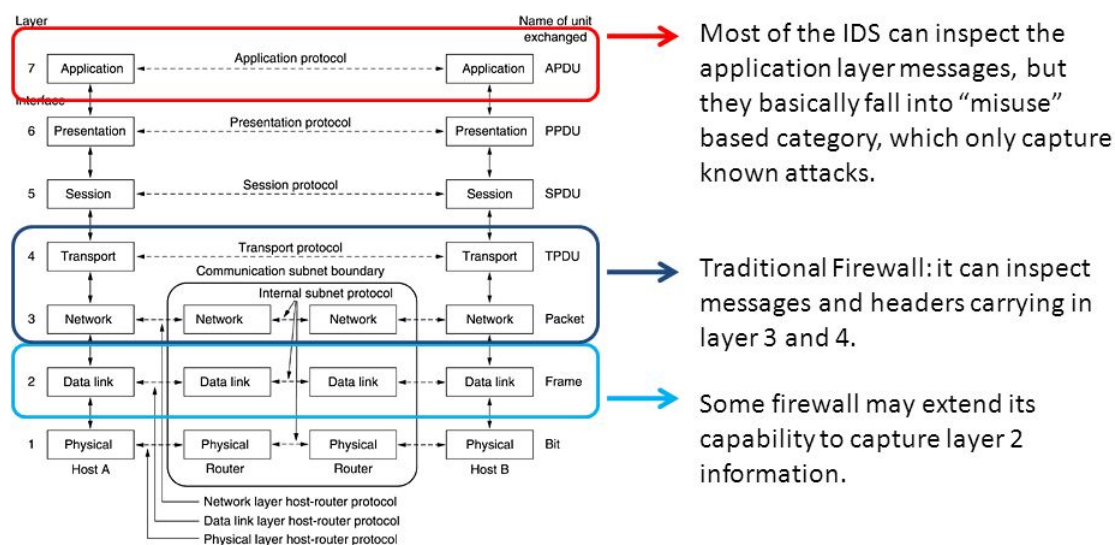 Layer
Name of unit
exchanged
Application protocol
7 Application Application APDU
Interface
Presentation protocol
6 Presentation Presentation PPDU
Session protocol
5 Session Session SPDU
Transport protocol
4 Transport Transport TPDU
Communication subnet boundary
Internal subnet protocol
3 Network Network Network Network Packet
2 Data link Data link Data link Data link Frame
1 Physical Physical Physical Physical Bit
Host A Router Router Host B
Network layer host-router protocol
Data link layer host-router protocol
Physical layer host-router protocol
Most of the IDS can inspect the
application layer messages, but
they basically fall into “misuse”
based category, which only capture
known attacks.
Traditional Firewall: it can inspect
messages and headers carrying in
layer 3 and 4.
Some firewall may extend its
capability to capture layer 2
information.